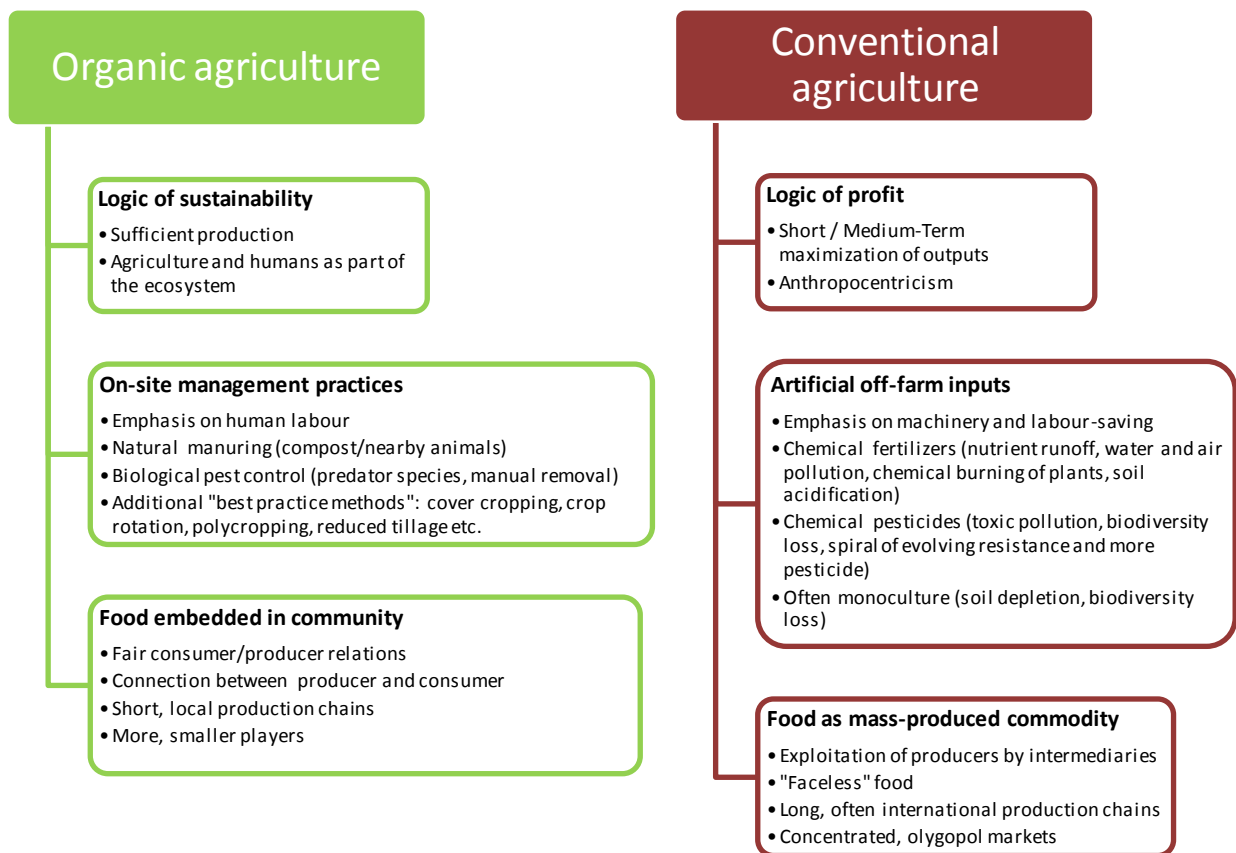 Organic agriculture
Logic of sustainability
• Sufficient production
• Agriculture and humans as part of
the ecosystem
On-site management practices
• Emphasis on human labour
• Natural manuring (compost/nearby animals)
• Biological pest control (predator species, manual removal)
• Additional "best practice methods": cover cropping, crop
rotation, polycropping, reduced tillage etc.
Food embedded in community
• Fair consumer/producer relations
• Connection between producer and consumer
• Short, local production chains
• More, smaller players
Conventional
agriculture
Logic of profit
• Short / Medium-Term
maximization of outputs
• Anthropocentricism
Artificial off-farm inputs
• Emphasis on machinery and labour-saving
• Chemical fertilizers (nutrient runoff, water and air
pollution, chemical burning of plants, soil
acidification)
• Chemical pesticides (toxic pollution, biodiversity
loss, spiral of evolving resistance and more
pesticide)
• Often monoculture (soil depletion, biodiversity
loss)
Food as mass-produced commodity
• Exploitation of producers by intermediaries
• "Faceless" food
• Long, often international production chains
• Concentrated, olygopol markets